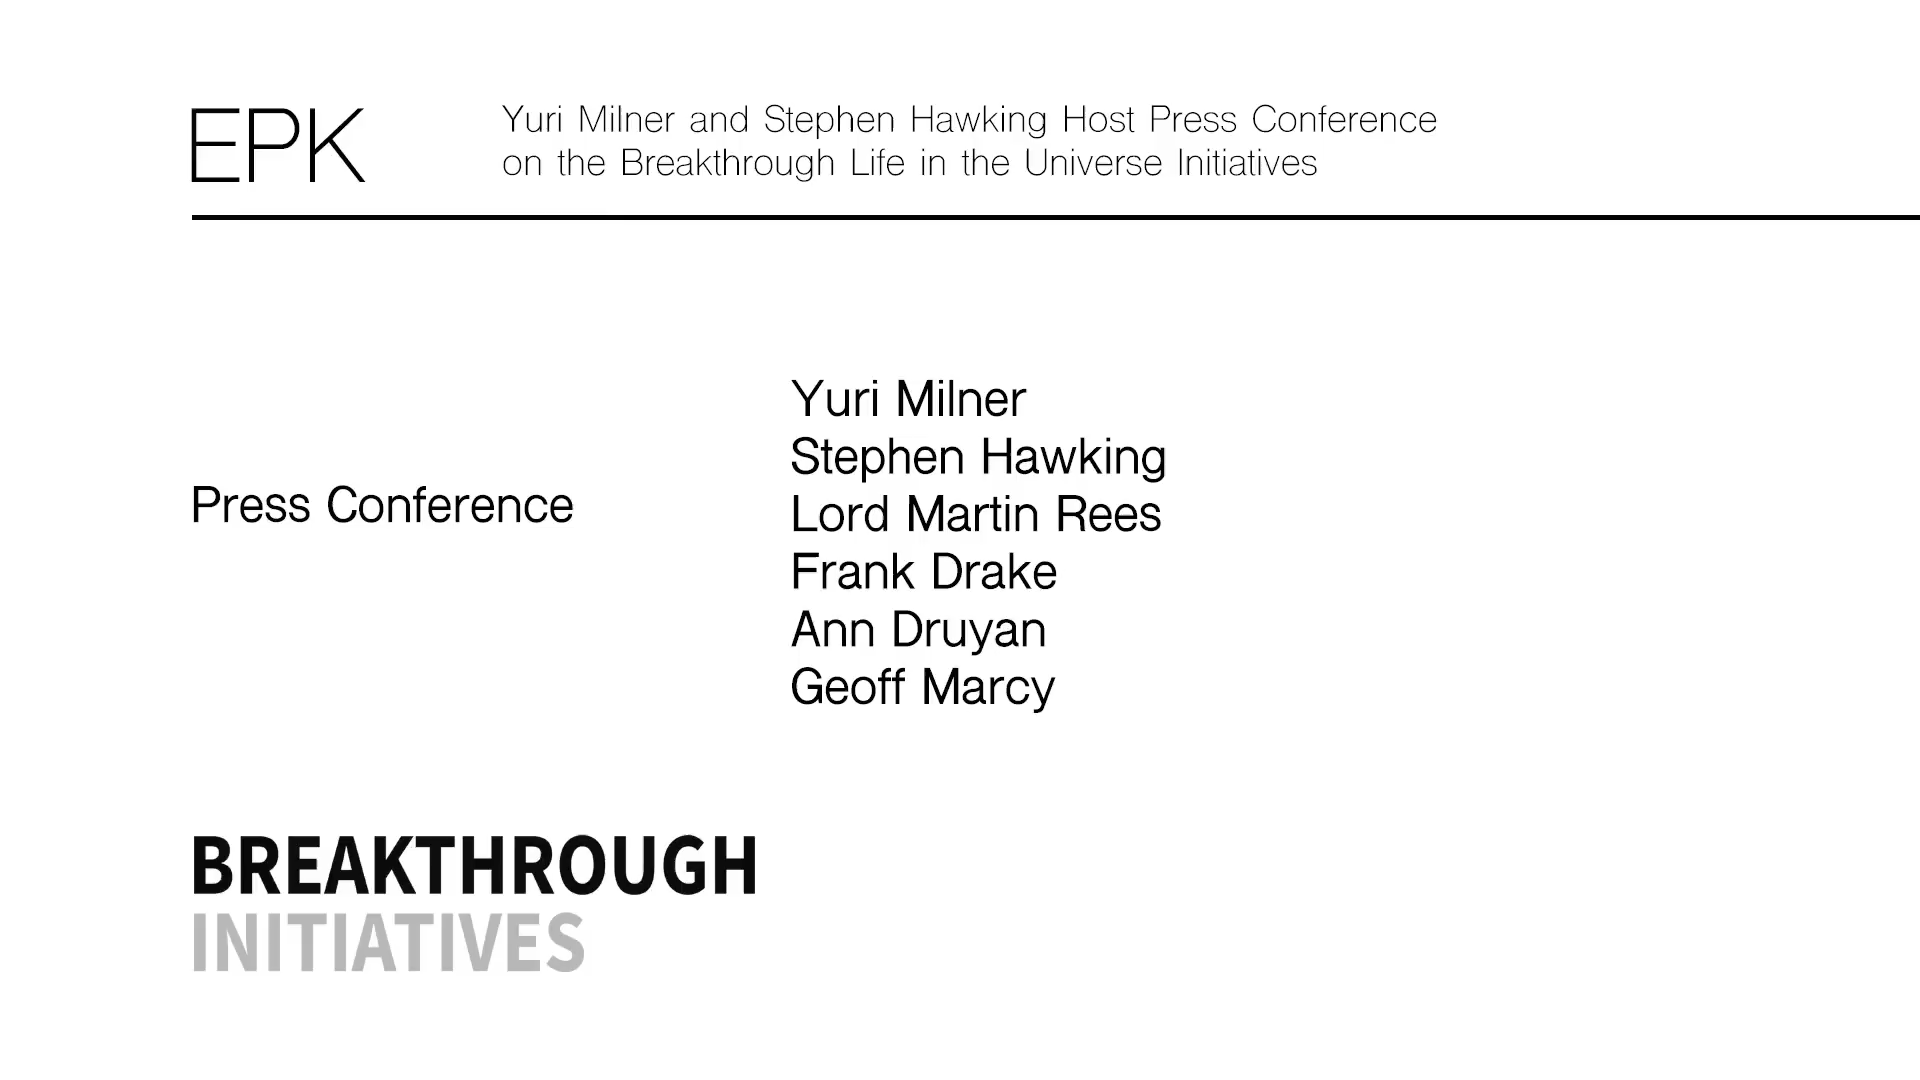 EPK
Yuri Milner and Stephen Hawking Host Press Conference
on the Breakthrough Life in the Universe Initiatives
Press Conference
Yuri Milner
Stephen Hawking
Lord Martin Rees
Frank Drake
Ann Druyan
Geoff Marcy
BREAKTHROUGH
INITIATIVES